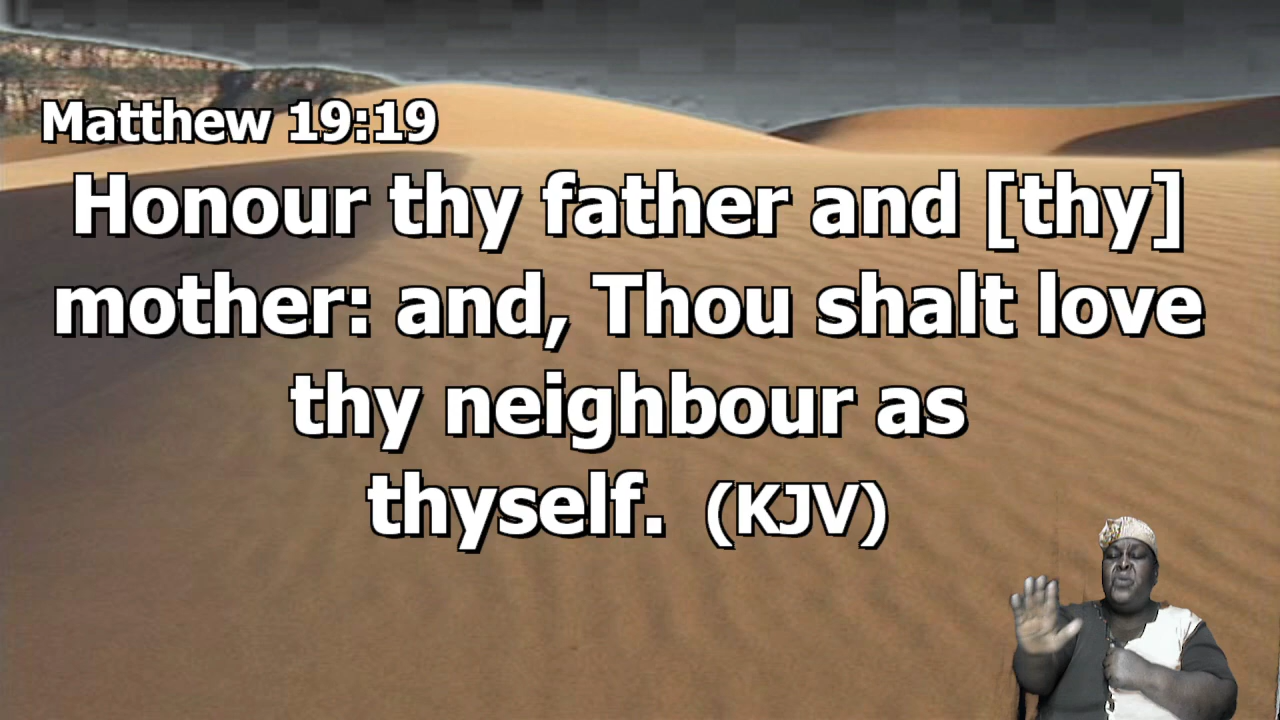 Matthew 19:19
Honour thy father and [thy]
mother: and, Thou shalt love
thy neighbour as
thyself. (KJV)